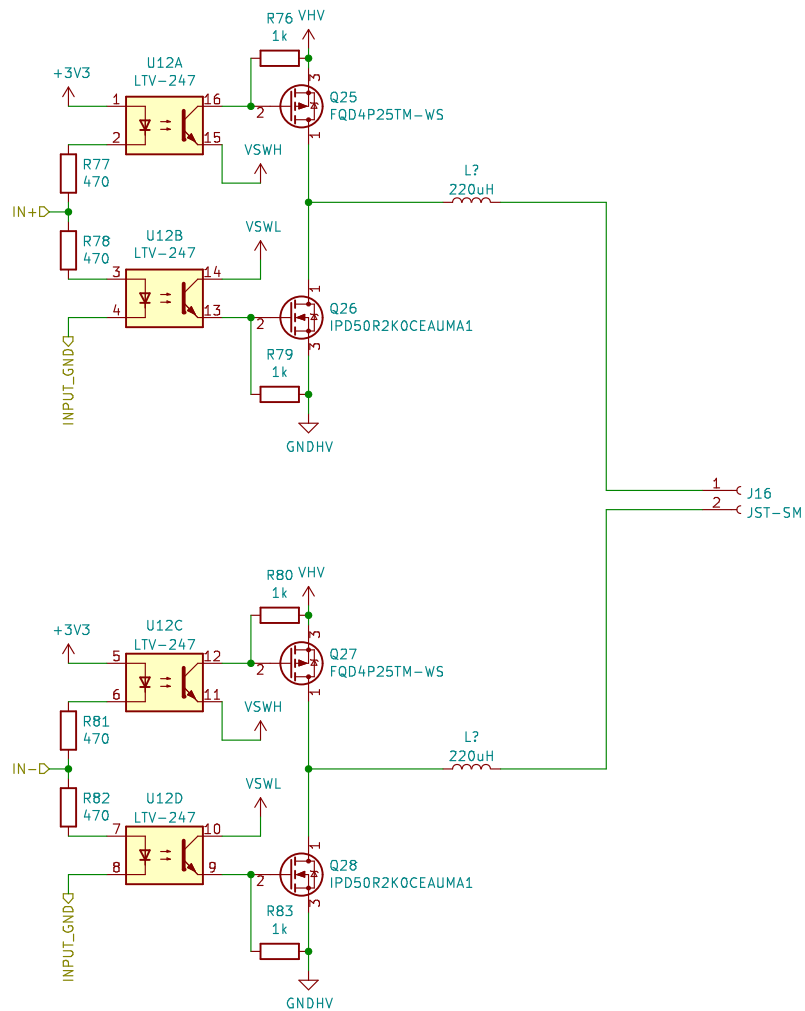 R76
1k
VHV
U12A
LTV-247
+3V3
3
1
16
Q25
FQD4P25TM-WS
2
2
15
1
VSWH
R77
470
L?
220uH
IN+
VSWL
U12B
LTV-247
R78
470
3
14
1
Q26
IPD50R2K0CEAUMA1
4
13
2
3
R79
1k
INPUT_GND
GNDHV
1
J16
2
JST-SM
R80
1k
VHV
U12C
LTV-247
+3V3
3
5
12
Q27
FQD4P25TM-WS
2
6
11
1
VSWH
R81
470
L?
220uH
IN-
VSWL
U12D
LTV-247
R82
470
7
10
1
Q28
IPD50R2K0CEAUMA1
8
9
2
3
R83
1k
INPUT_GND
GNDHV